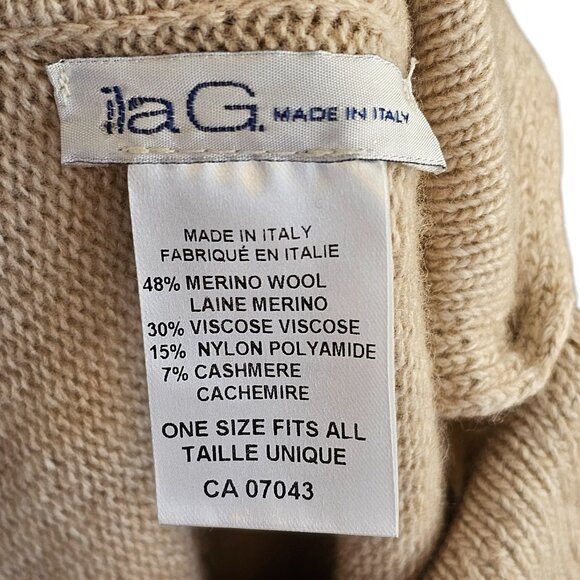 ila G. MADE IN ITALY
MADE IN ITALY
FABRIQUÉ EN ITALIE
48% MERINO WOOL
LAINE MERINO
30% VISCOSE VISCOSE
15% NYLON POLYAMIDE
7% CASHMERE
CACHEMIRE
ONE SIZE FITS ALL
TAILLE UNIQUE
CA 07043